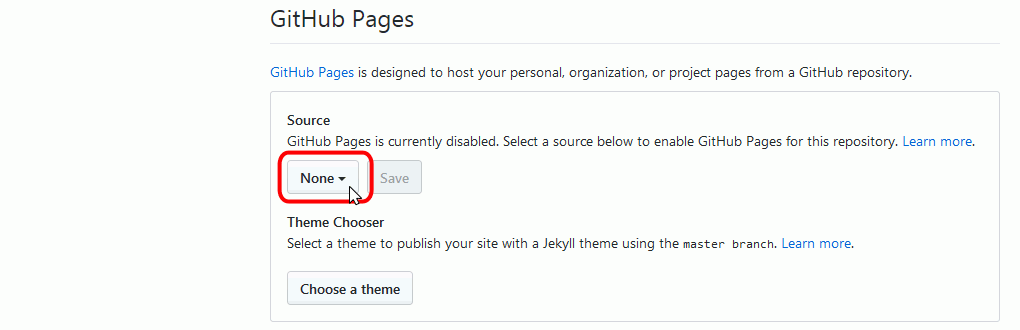 GitHub Pages
GitHub Pages is designed to host your personal, organization, or project pages from a GitHub repository.
Source
GitHub Pages is currently disabled. Select a source below to enable GitHub Pages for this repository. Learn more.
None Save
Theme Chooser
Select a theme to publish your site with a Jekyll theme using the master branch. Learn more.
Choose a theme